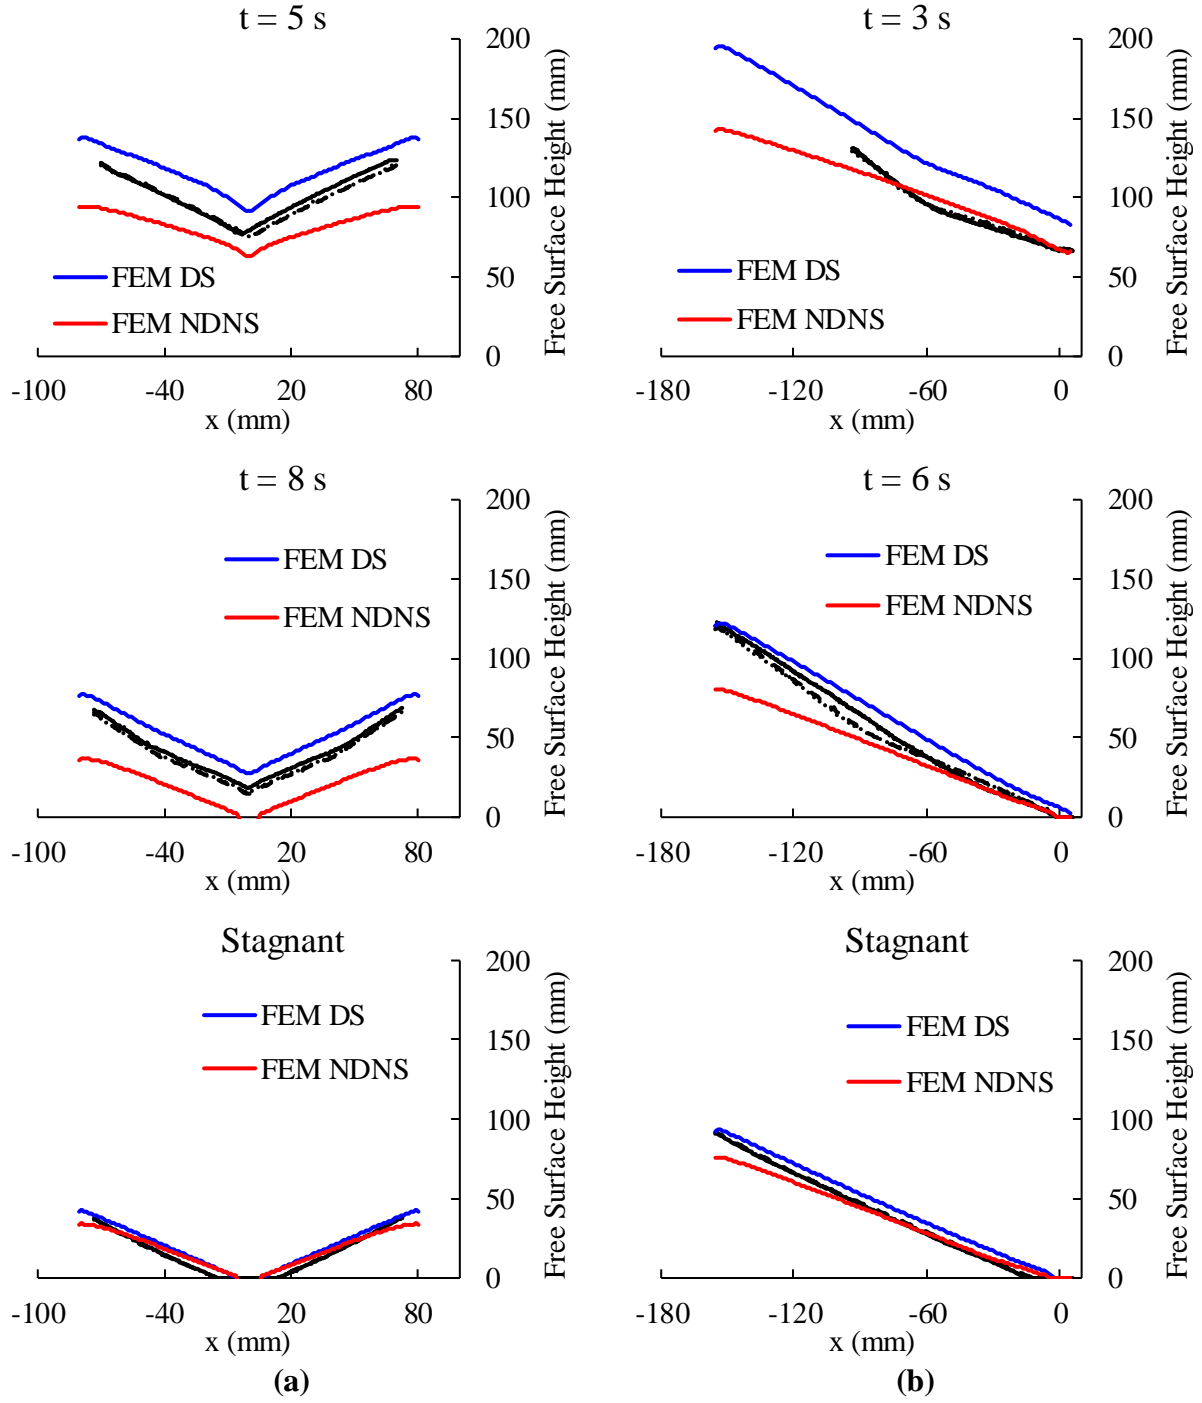 t = 5 s
200
150
100
50
0
Free Surface Height (mm)
FEM DS
FEM NDNS
-100
-40
20
80
x (mm)
t = 3 s
200
150
100
50
0
Free Surface Height (mm)
FEM DS
FEM NDNS
-180
-120
-60
0
x (mm)
t = 8 s
200
150
100
50
0
Free Surface Height (mm)
FEM DS
FEM NDNS
-100
-40
20
80
x (mm)
t = 6 s
200
150
100
50
0
Free Surface Height (mm)
FEM DS
FEM NDNS
-180
-120
-60
0
x (mm)
Stagnant
200
150
100
50
0
Free Surface Height (mm)
FEM DS
FEM NDNS
-100
-40
20
80
x (mm)
(a)
Stagnant
200
150
100
50
0
Free Surface Height (mm)
FEM DS
FEM NDNS
-180
-120
-60
0
x (mm)
(b)